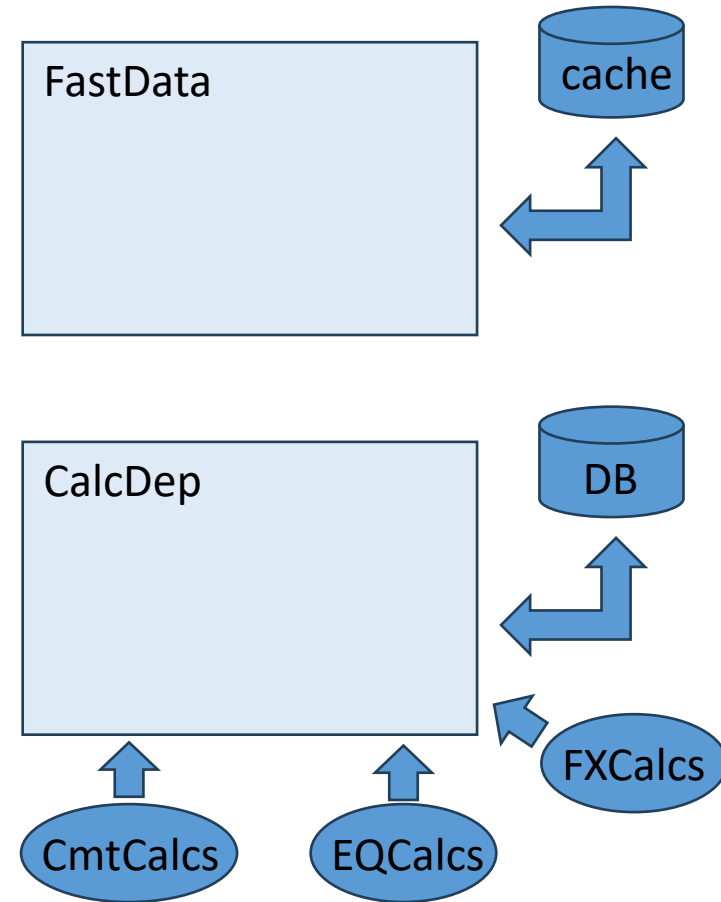 FastData
cache
CalcDep
DB
FXCalcs
CmtCalcs
EQCalcs